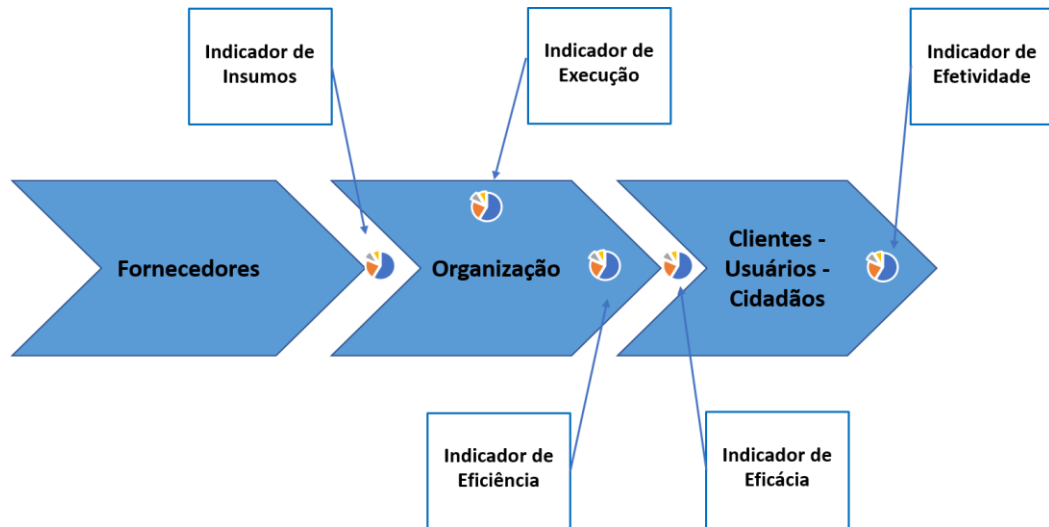 Indicador de
Insumos
Indicador de
Execução
Indicador de
Efetividade
Fornecedores
Organização
Clientes -
Usuários -
Cidadãos
Indicador de
Eficiência
Indicador de
Eficácia